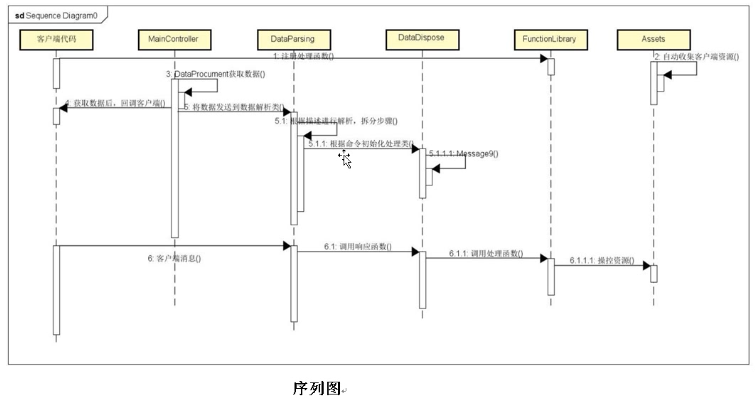 sd Sequence Diagram0
客户端代码
MainController
DataParsing
DataDispose
FunctionLibrary
Assets
1: 注册处理函数()
2: 自动收集客户端资源()
3: DataProcument获取数据()
4: 获取数据后，回调客户端()
5: 将数据发送到数据解析类()
5.1: 根据描述进行解析，拆分步骤()
5.1.1: 根据命令初始化处理类()
5.1.1.1: Message9()
6: 客户端消息()
6.1: 调用响应函数()
6.1.1: 调用处理函数()
6.1.1.1: 操控资源()
序列图